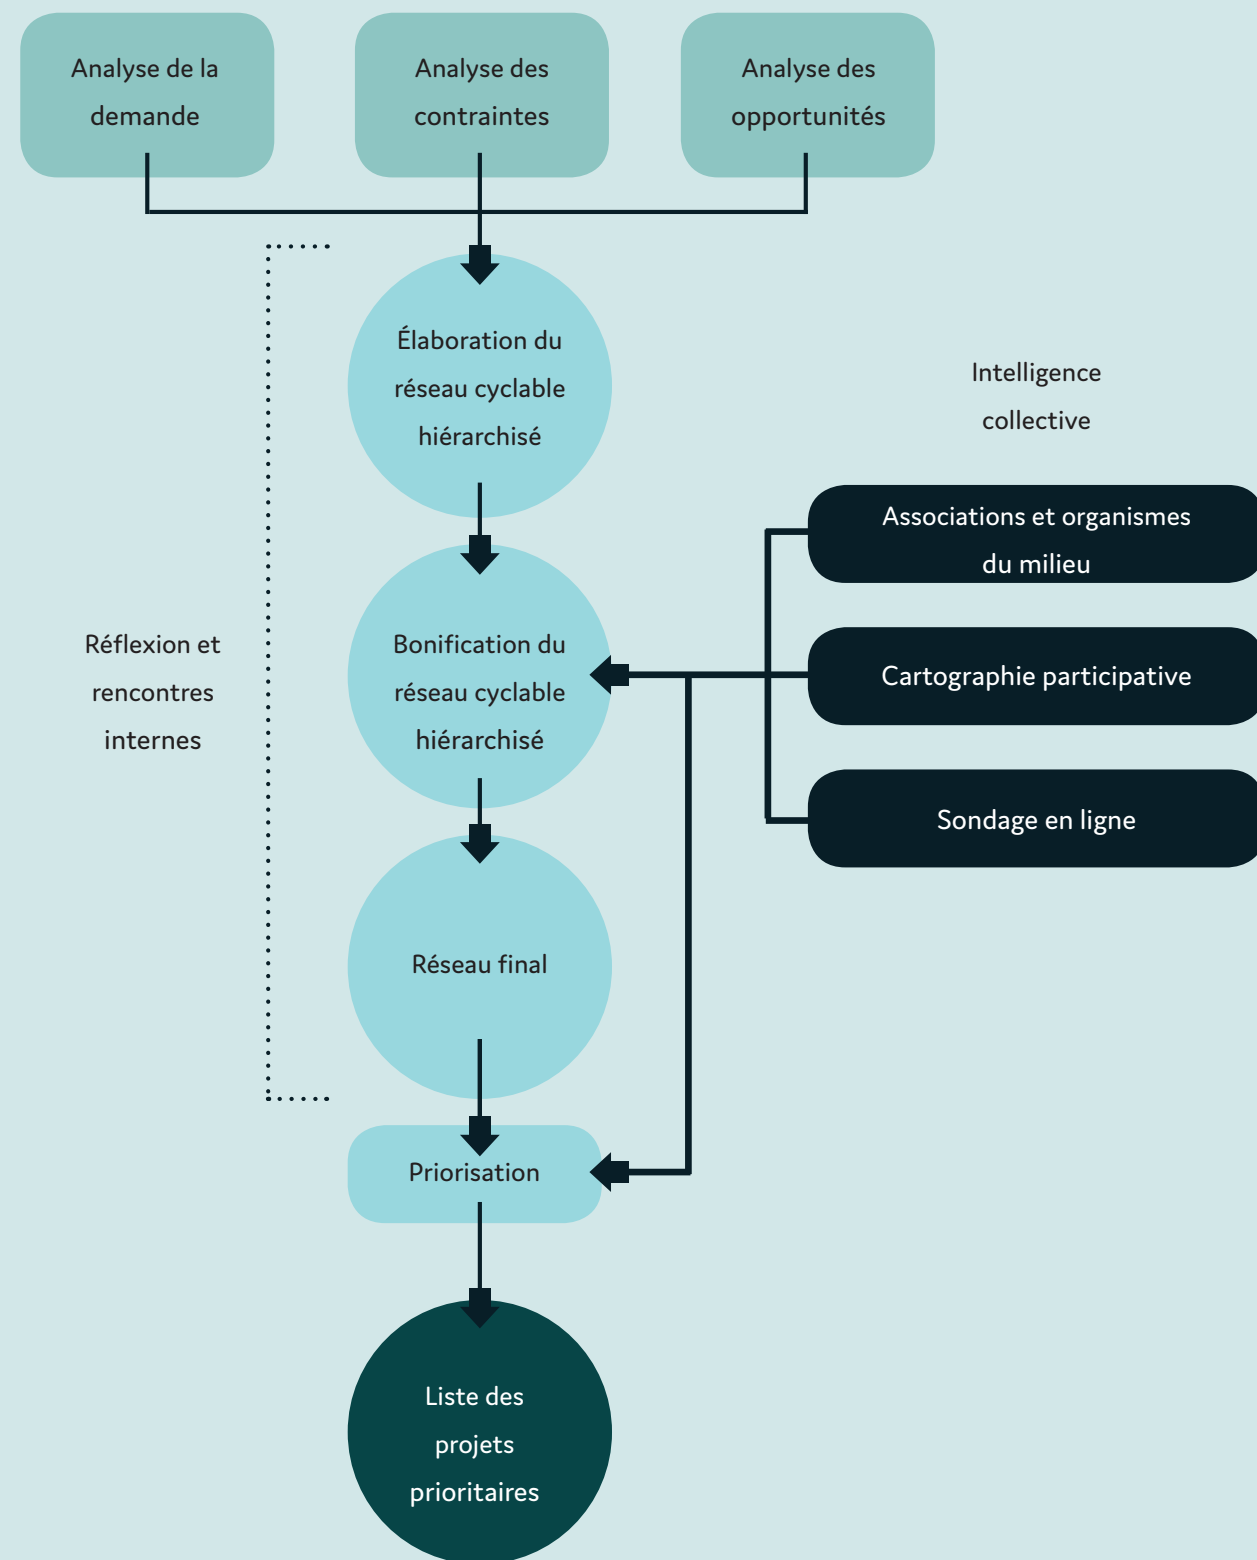 Analyse de la
demande
Analyse des
contraintes
Analyse des
opportunités
Élaboration du
réseau cyclable
hiérarchisé
Intelligence
collective
Associations et organismes
du milieu
Réflexion et
rencontres
internes
Bonification du
réseau cyclable
hiérarchisé
Cartographie participative
Sondage en ligne
Réseau final
Priorisation
Liste des
projets
prioritaires